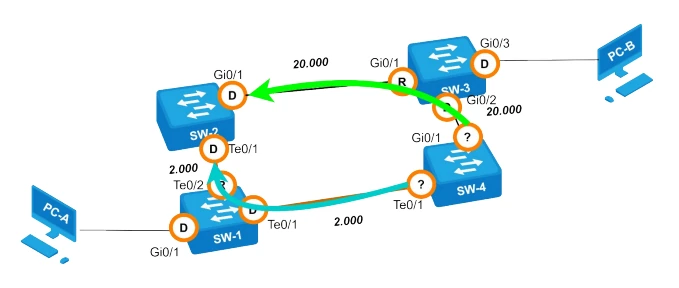 20.000
Gi0/1
D
SW-2
D
Te0/1
Gi0/1
R
SW-3
Gi0/3
D
Gi0/2
20.000
PC-B
Gi0/1
?
SW-4
?
Te0/1
2.000
Te0/2
D
Te0/1
2.000
SW-1
D
Gi0/1
PC-A